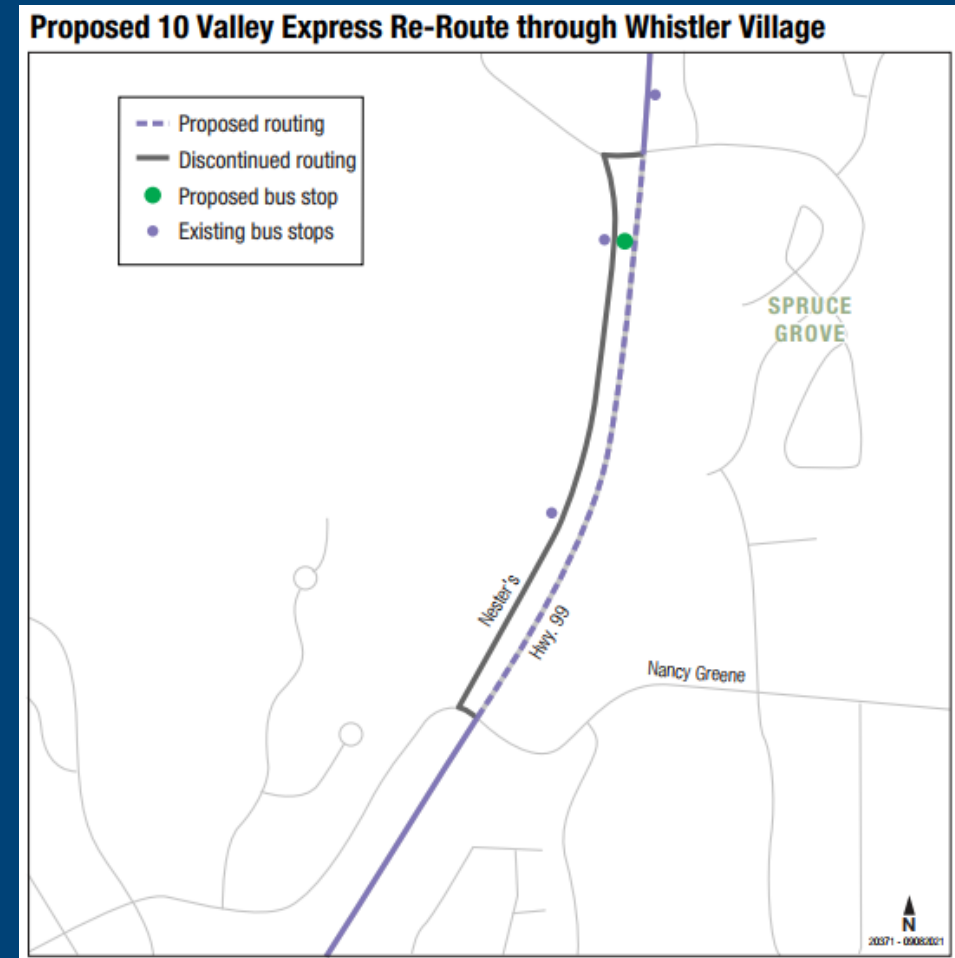 Proposed 10 Valley Express Re-Route through Whistler Village
Proposed routing
Discontinued routing
Proposed bus stop
Existing bus stops
SPRUCE
GROVE
Nester's
Hwy. 99
Nancy Greene
N
20371 - 09082021